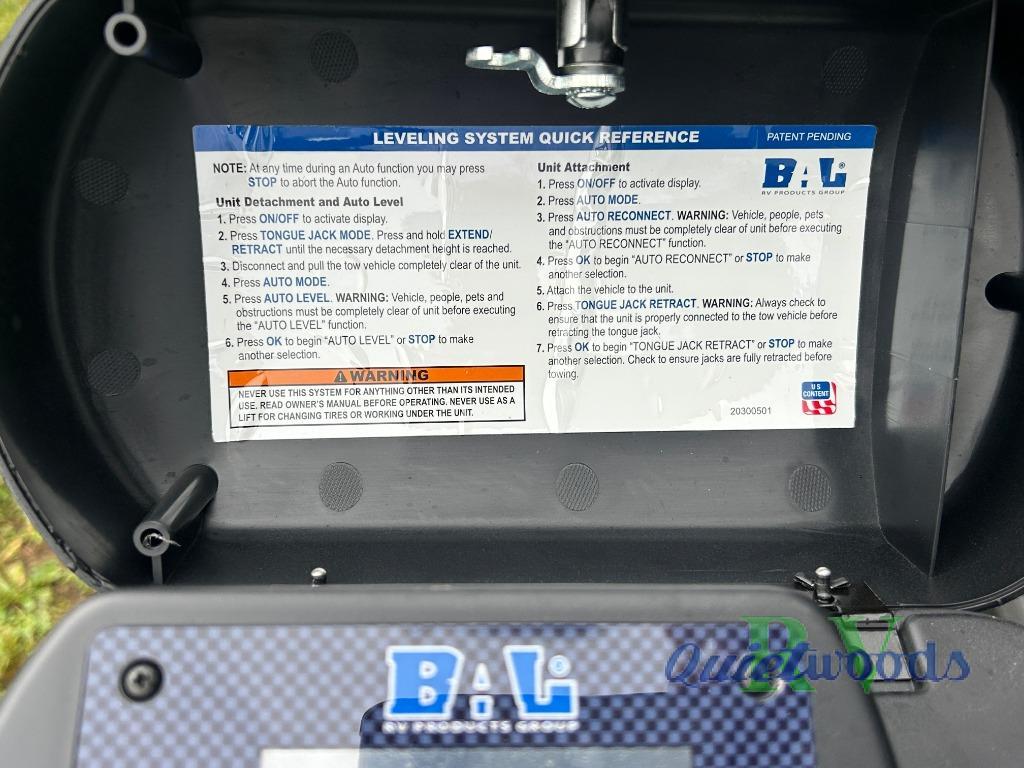 LEVELING SYSTEM QUICK REFERENCE
PATENT PENDING
NOTE: At any time during an Auto function you may press
STOP to abort the Auto function.
Unit Detachment and Auto Level
1. Press ON/OFF to activate display.
2. Press TONGUE JACK MODE. Press and hold EXTEND/
RETRACT until the necessary detachment height is reached.
3. Disconnect and pull the tow vehicle completely clear of the unit.
4. Press AUTO MODE.
5. Press AUTO LEVEL. WARNING: Vehicle, people, pets and
obstructions must be completely clear of unit before executing
the "AUTO LEVEL" function.
6. Press OK to begin "AUTO LEVEL" or STOP to make
another selection.
WARNING
NEVER USE THIS SYSTEM FOR ANYTHING OTHER THAN ITS INTENDED
USE. READ OWNER'S MANUAL BEFORE OPERATING. NEVER USE AS A
LIFT FOR CHANGING TIRES OR WORKING UNDER THE UNIT.
Unit Attachment
1. Press ON/OFF to activate display.
2. Press AUTO MODE.
3. Press AUTO RECONNECT. WARNING: Vehicle, people, pets
and obstructions must be completely clear of unit before executing
the "AUTO RECONNECT" function.
4. Press OK to begin "AUTO RECONNECT" or STOP to make
another selection.
5. Attach the vehicle to the unit.
6. Press TONGUE JACK RETRACT. WARNING: Always check to
ensure that the unit is properly connected to the tow vehicle before
retracting the tongue jack.
7. Press OK to begin "TONGUE JACK RETRACT" or STOP to make
another selection. Check to ensure jacks are fully retracted before
towing.
BAL®
RV PRODUCTS GROUP
US
CONTENT
20300501
BAL®
RV PRODUCTS GROUP
RV
Quietwoods